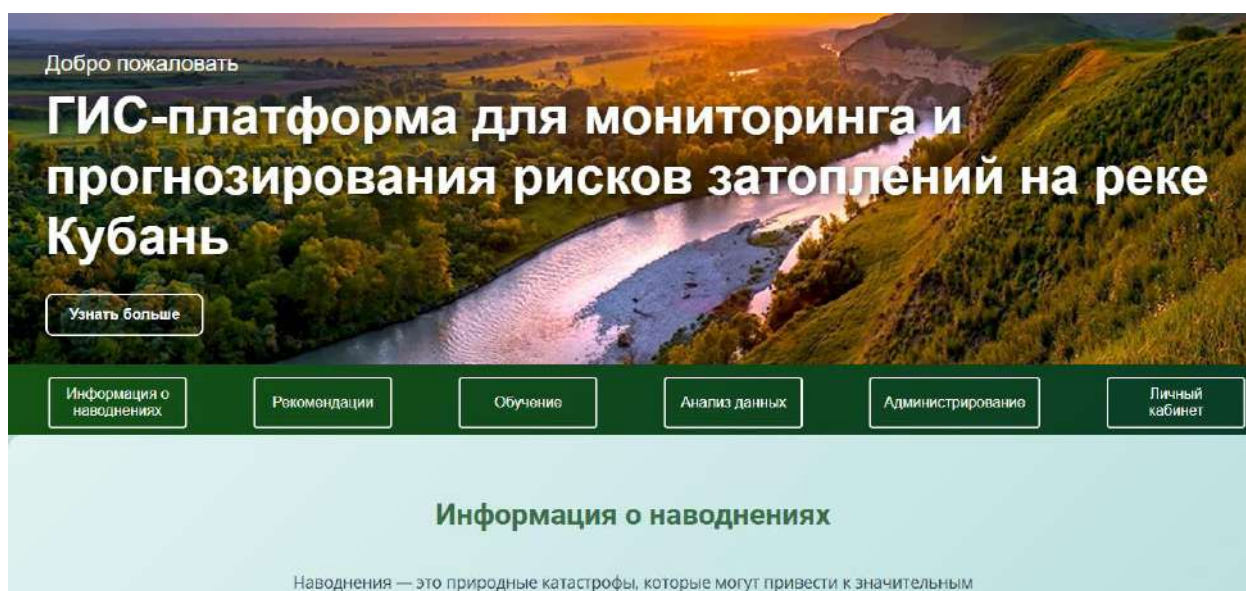 Добро пожаловать
ГИС-платформа для мониторинга и
прогнозирования рисков затоплений на реке
Кубань
Узнать больше
Информация о
наводнениях
Рекомендации
Обучение
Анализ данных
Администрирование
Личный
кабинет
Информация о наводнениях
Наводнения — это природные катастрофы, которые могут привести к значительным